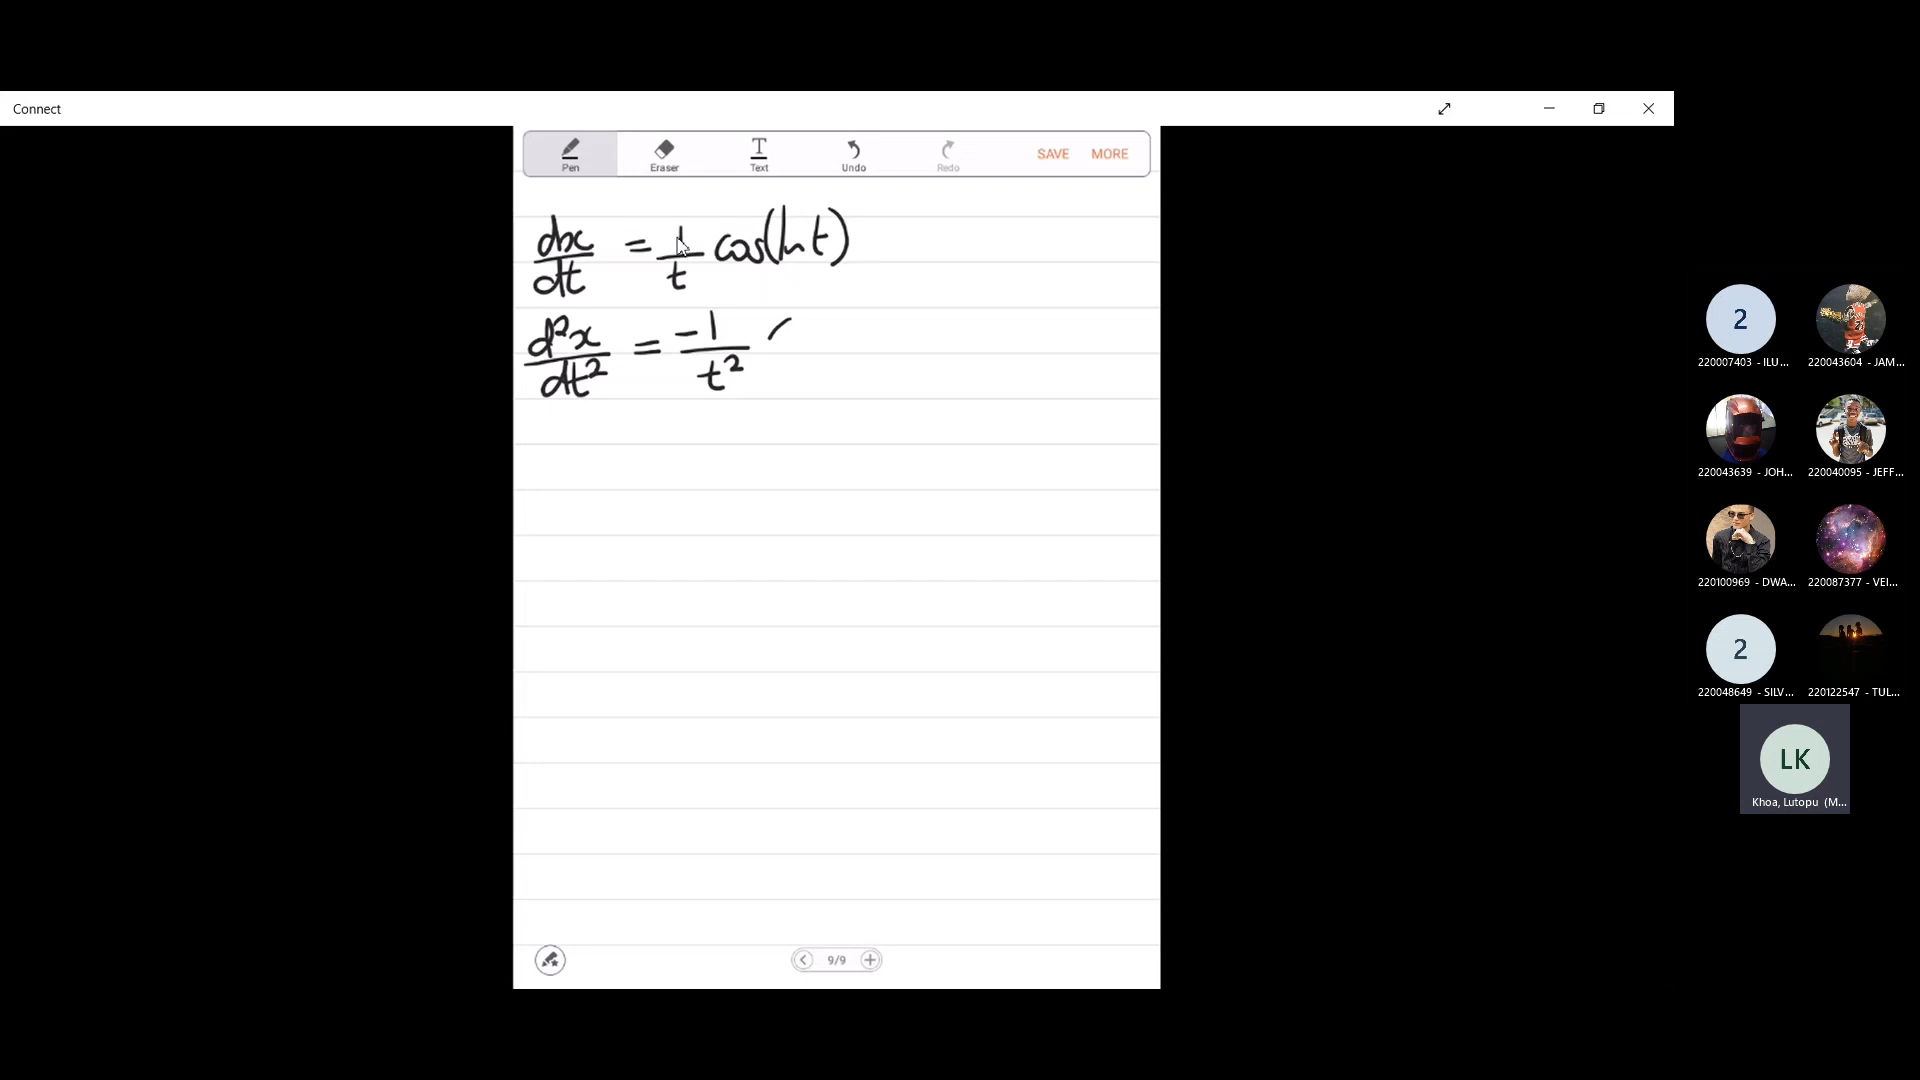 Connect
Pen Eraser Text Undo Redo SAVE MORE
dx/dt = 1/t cos(ln t)
d²x/dt² = -1/t²
9/9
2
220007403 - ILU... 220043604 - JAM...
220043639 - JOH... 220040095 - JEFF...
220100969 - DWA... 220087377 - VEI...
2
220048649 - SILV... 220122547 - TUL...
LK
Khoa, Lutopu (M...